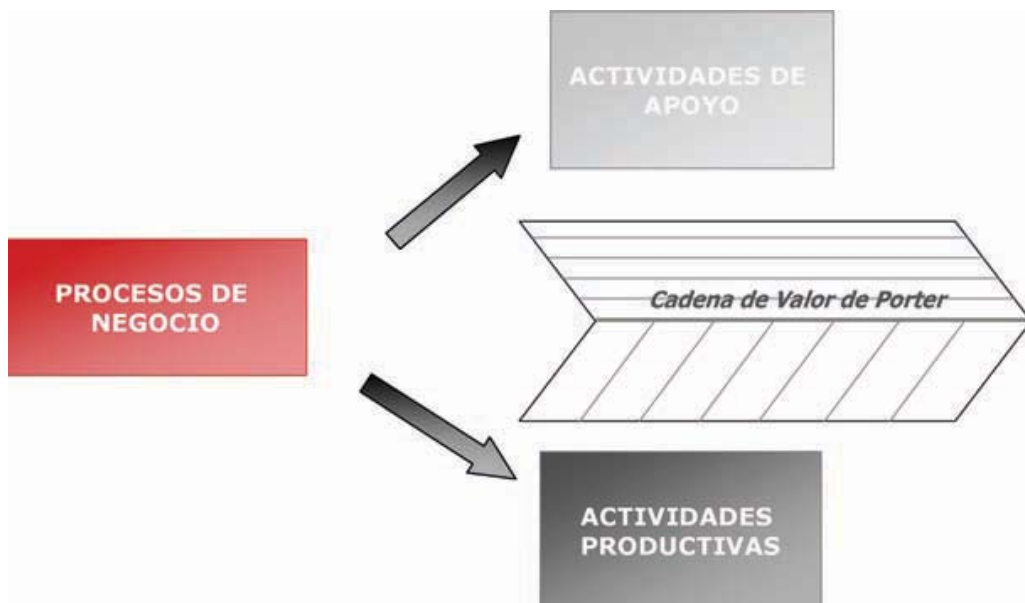 ACTIVIDADES DE
APOYO
PROCESOS DE
NEGOCIO
Cadena de Valor de Porter
ACTIVIDADES
PRODUCTIVAS